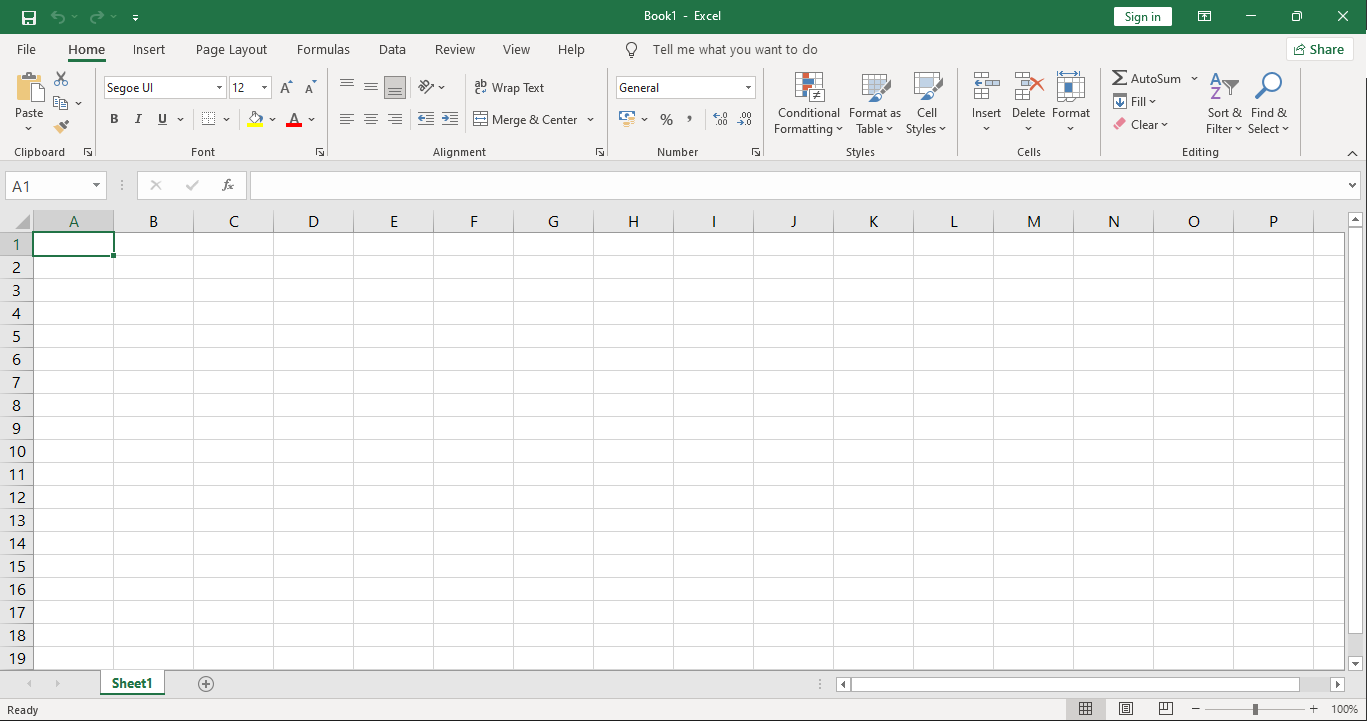 Book1 - Excel
Sign in
File Home Insert Page Layout Formulas Data Review View Help Tell me what you want to do Share
Segoe UI 12 ab Wrap Text General AutoSum
Fill
Paste B I U A Merge & Center % Conditional Formatting Format as Table Cell Styles Insert Delete Format Clear Sort & Filter Find & Select
Clipboard Font Alignment Number Styles Cells Editing
A1 fx
A B C D E F G H I J K L M N O P
1
2
3
4
5
6
7
8
9
10
11
12
13
14
15
16
17
18
19
Sheet1
Ready 100%